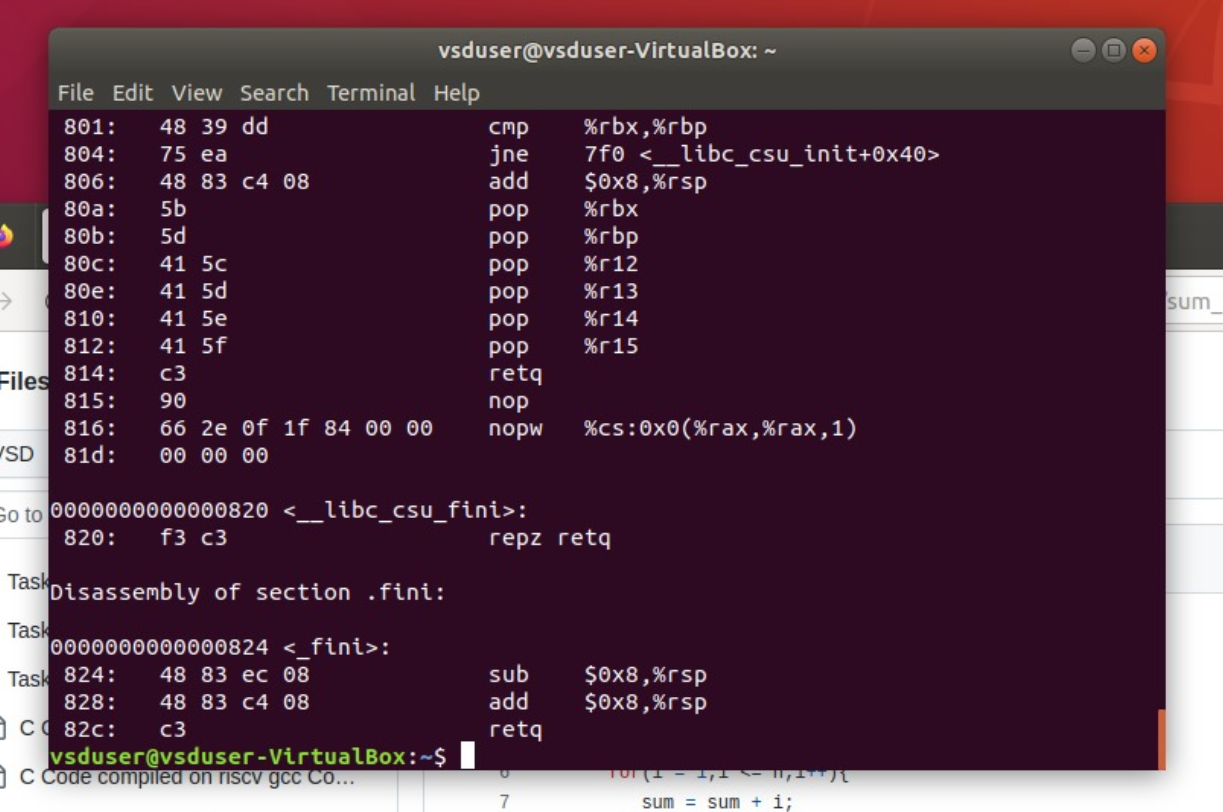 vsduser@vsduser-VirtualBox: ~
File Edit View Search Terminal Help
801: 48 39 dd cmp %rbx,%rbp
804: 75 ea jne 7f0 <__libc_csu_init+0x40>
806: 48 83 c4 08 add $0x8,%rsp
80a: 5b pop %rbx
80b: 5d pop %rbp
80c: 41 5c pop %r12
80e: 41 5d pop %r13
810: 41 5e pop %r14
812: 41 5f pop %r15
814: c3 retq
815: 90 nop
816: 66 2e 0f 1f 84 00 00 nopw %cs:0x0(%rax,%rax,1)
81d: 00 00 00
0000000000000820 <__libc_csu_fini>:
820: f3 c3 repz retq
Disassembly of section .fini:
0000000000000824 <_fini>:
824: 48 83 ec 08 sub $0x8,%rsp
828: 48 83 c4 08 add $0x8,%rsp
82c: c3 retq
vsduser@vsduser-VirtualBox:~$
/sum_
Files
VSD
Go to
Task
Task
Task
C C
C Code compiled on riscv gcc Co...
6 for(i = 1;i <= n;i++){
7 sum = sum + i;